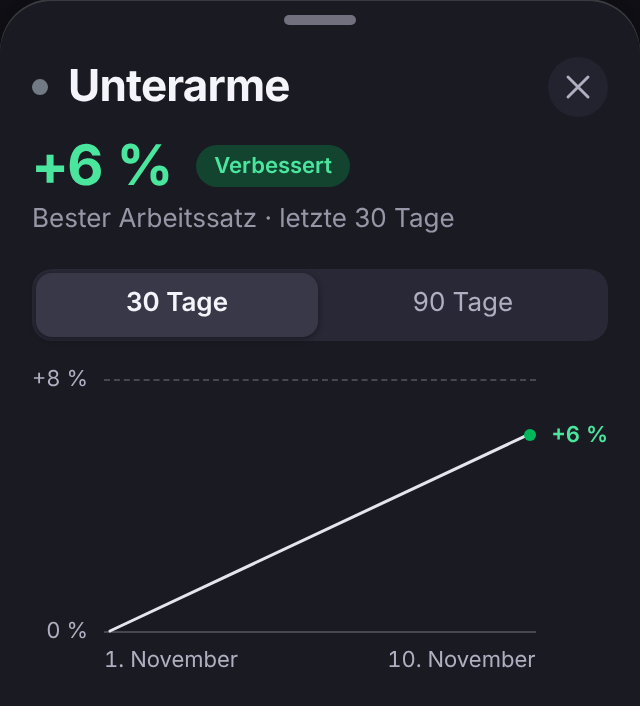 Unterarme
+6 % Verbessert
Bester Arbeitssatz · letzte 30 Tage
30 Tage 90 Tage
+8 %
+6 %
0 %
1. November 10. November